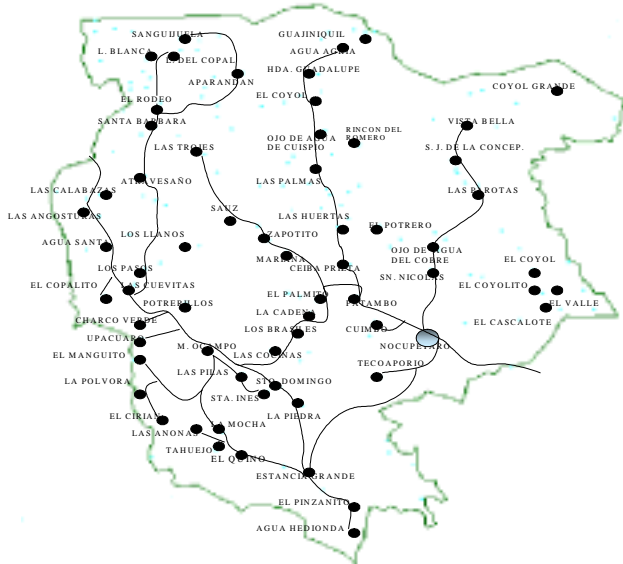 SANGUIJUELA
GUAJINIQUIL
L. BLANCA
L. DEL COPAL
AGUA AGRIA
APARANDAN
HDA. GUADALUPE
COYOL GRANDE
EL RODEO
EL COYOL
SANTA BARBARA
VISTA BELLA
LAS TROJES
OJO DE AGUA
DE CUISPIO
RINCON DEL
ROMERO
S. J. DE LA CONCEP.
ATRAVESAÑO
LAS PALMAS
LAS CALABAZAS
LAS PAROTAS
LAS ANGOSTURAS
SAUZ
LAS HUERTAS
EL POTRERO
AGUA SANTA
LOS LLANOS
ZAPOTITO
OJO DE AGUA
DEL COBRE
MARIANA
CEIBA PRIETA
EL COYOL
LOS PASOS
SN. NICOLAS
EL COPALITO
LAS CUEVITAS
EL COYOLITO
POTRERILLOS
EL PALMITO
PATAMBO
EL VALLE
LA CADENA
CHARCO VERDE
EL CASCALOTE
UPACUARO
LOS BRASILES
CUIMBO
M. OCAMPO
NOCUPETARO
EL MANGUITO
LAS COCINAS
TECOAPORIO
LAS PILAS
LA POLVORA
STO. DOMINGO
STA. INES
EL CIRIAN
LA PIEDRA
LAS ANONAS
LA MOCHA
TAHUEJO
EL QUINO
ESTANCIA GRANDE
EL PINZANITO
AGUA HEDIONDA